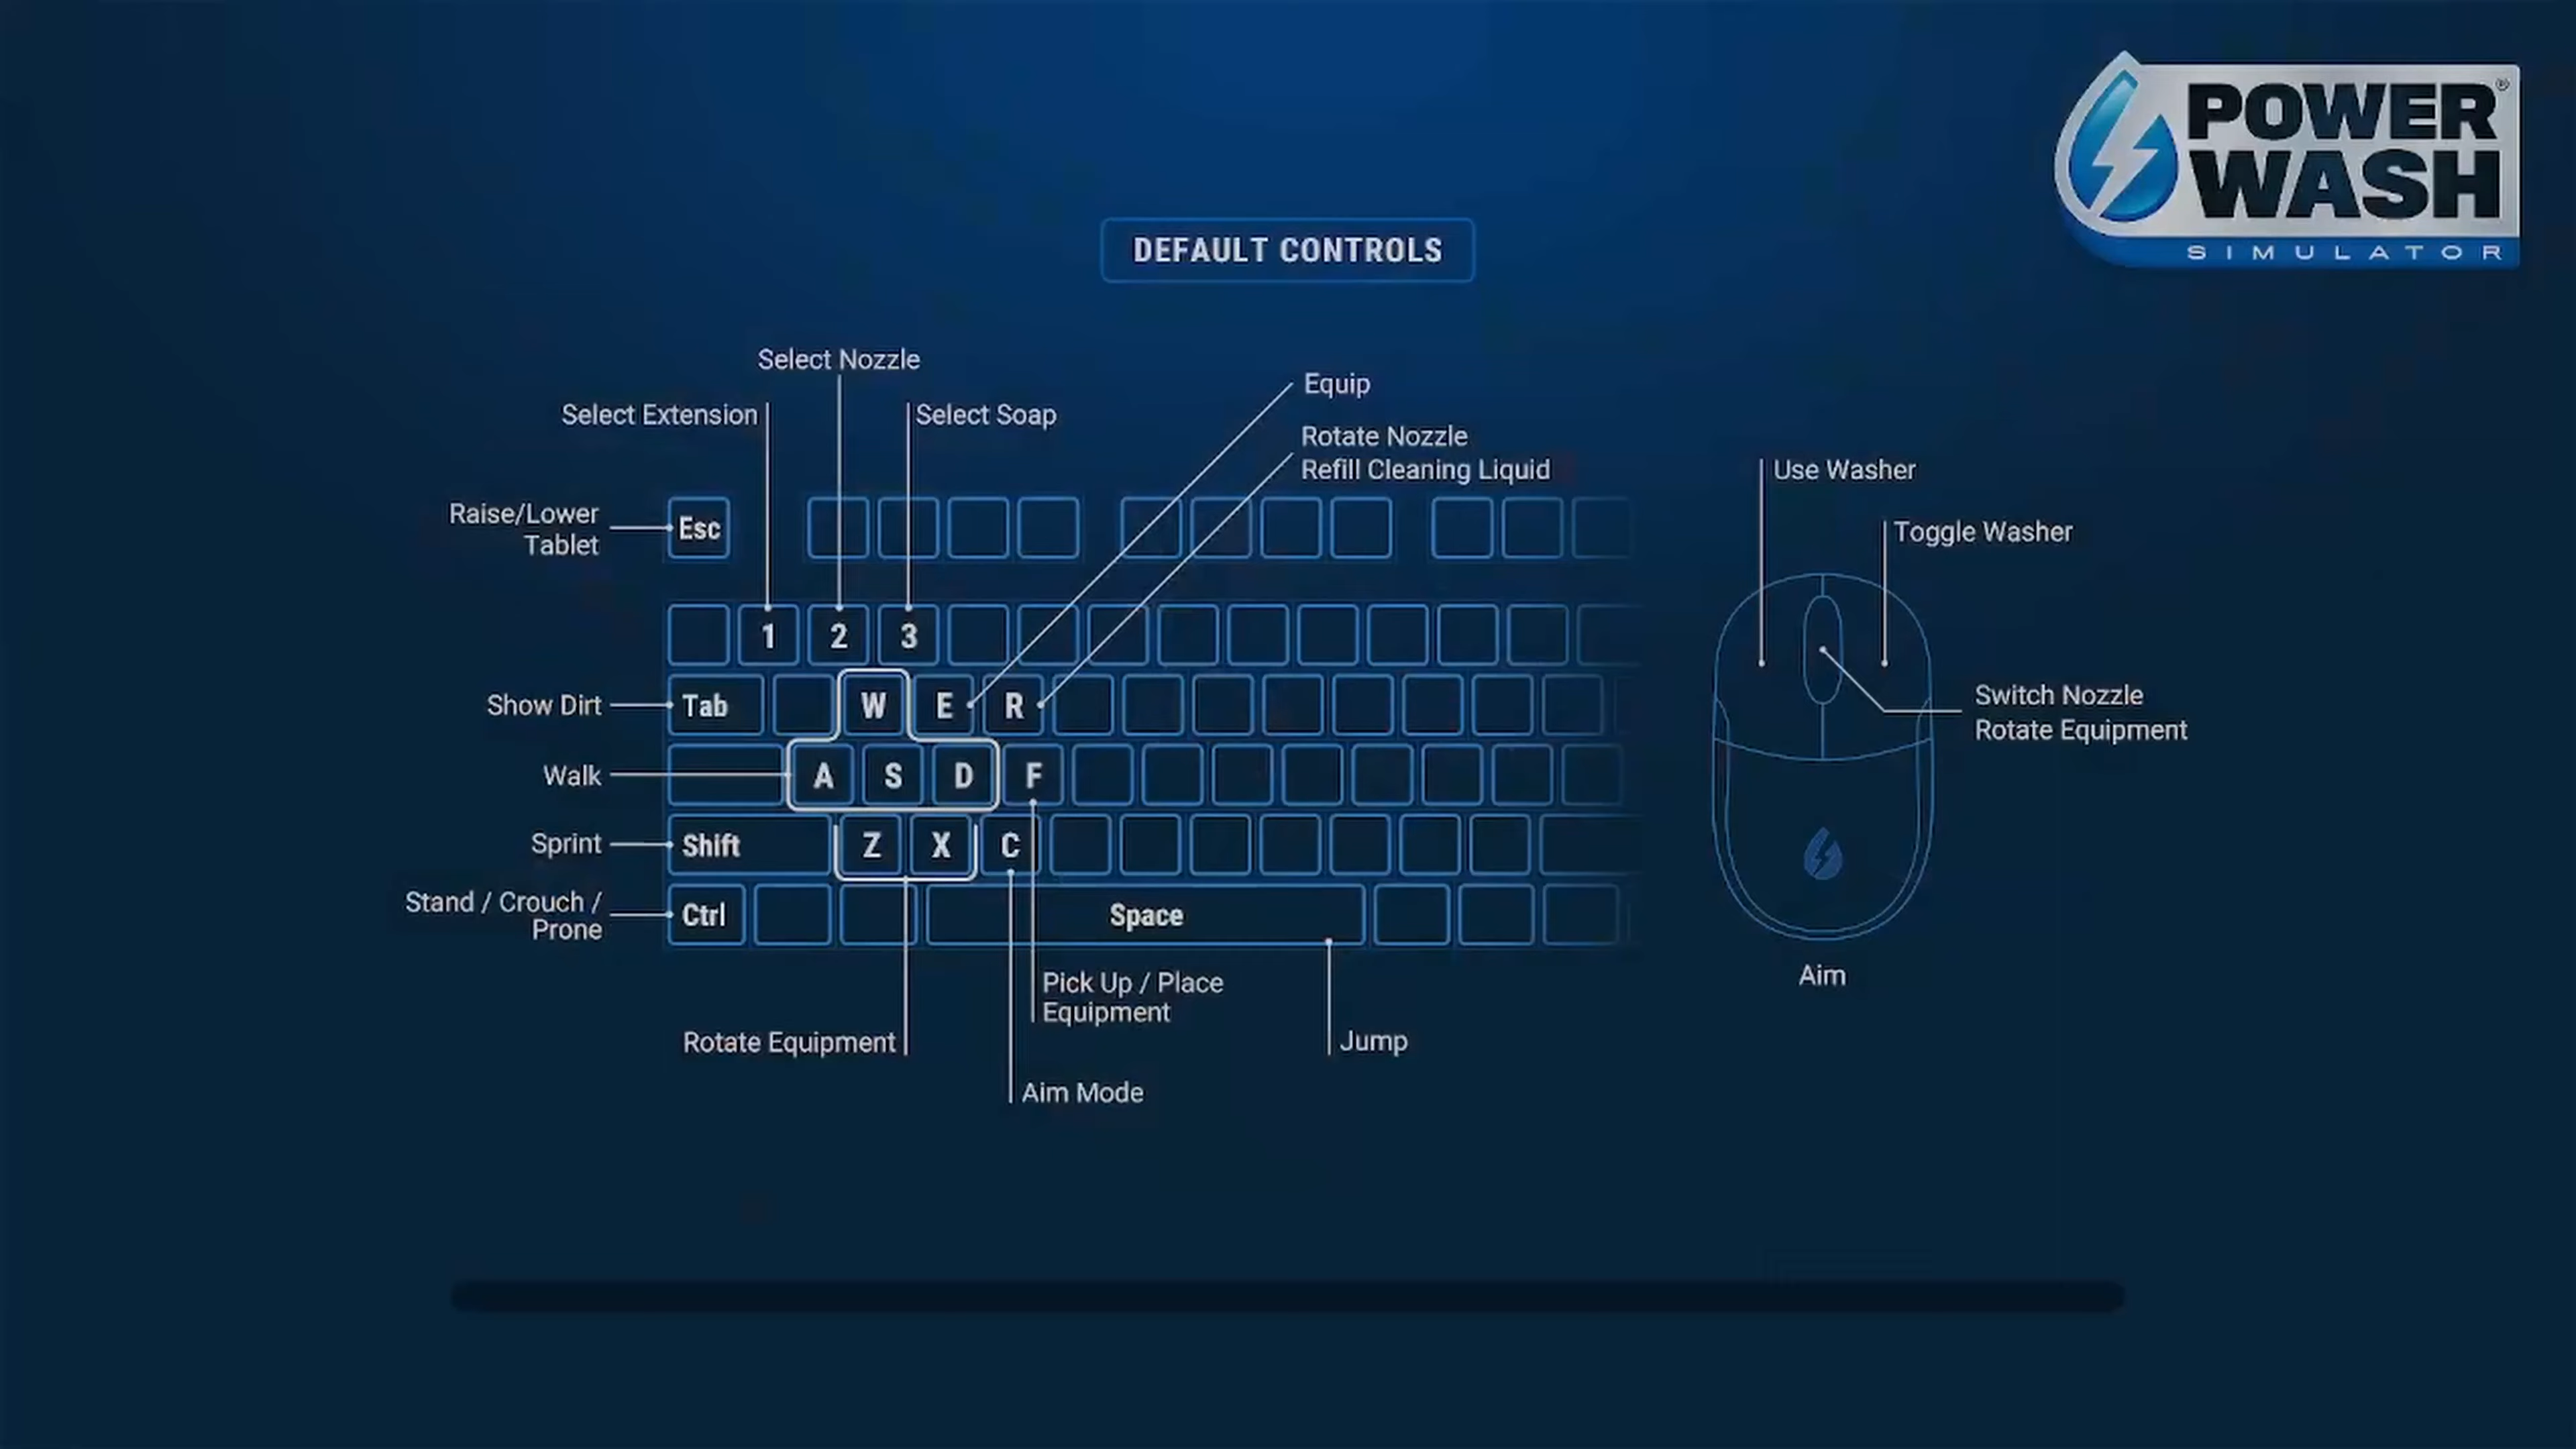 POWER®
WASH
SIMULATOR
DEFAULT CONTROLS
Select Nozzle
Select Extension
Select Soap
Equip
Rotate Nozzle
Refill Cleaning Liquid
Raise/Lower
Tablet
Esc
1 2 3
Show Dirt
Tab W E R
Walk
A S D F
Sprint
Shift Z X C
Stand / Crouch /
Prone
Ctrl Space
Pick Up / Place
Equipment
Rotate Equipment
Jump
Aim Mode
Use Washer
Toggle Washer
Switch Nozzle
Rotate Equipment
Aim